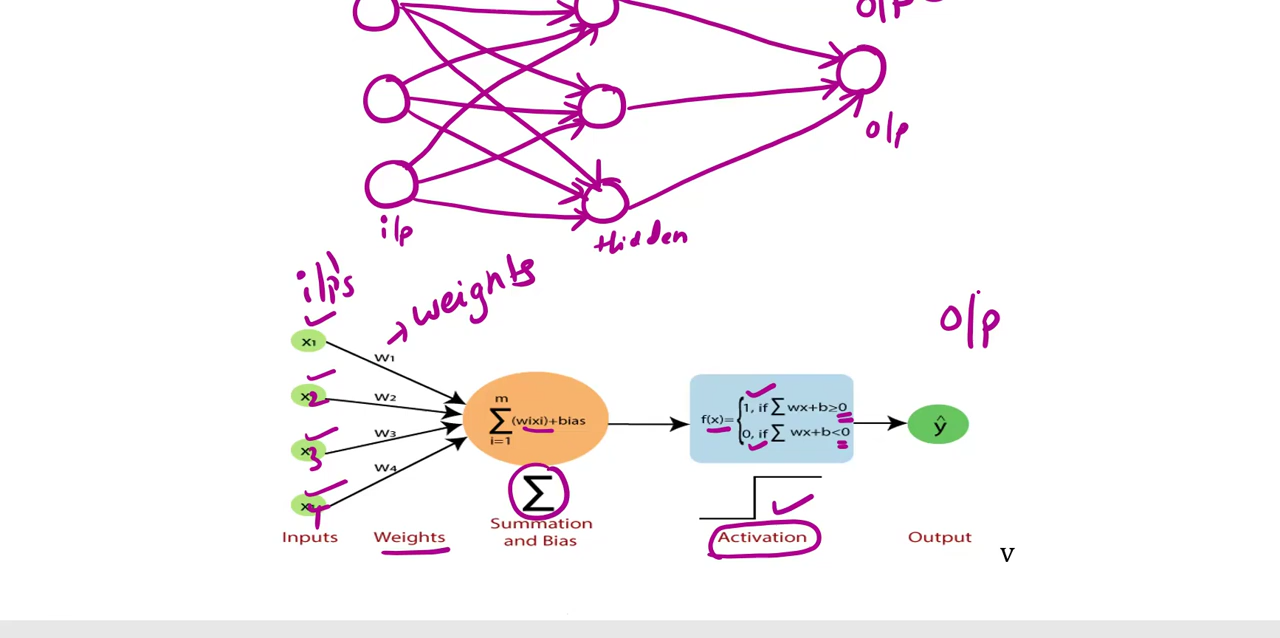 o/p
o/p
i/p
Hidden
i/p's
weights
o/p
x1
W1
x2
W2
x3
W3
x4
W4
m
∑(wixi)+bias
i=1
f(x)={1, if ∑ wx+b≥0
0, if ∑ wx+b<0
ŷ
∑
Summation
and Bias
Inputs
Weights
Activation
Output
v